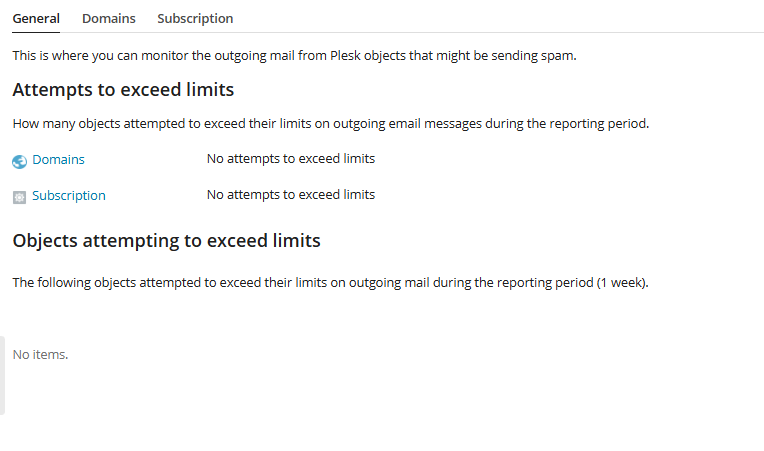 General Domains Subscription
This is where you can monitor the outgoing mail from Plesk objects that might be sending spam.
Attempts to exceed limits
How many objects attempted to exceed their limits on outgoing email messages during the reporting period.
Domains No attempts to exceed limits
Subscription No attempts to exceed limits
Objects attempting to exceed limits
The following objects attempted to exceed their limits on outgoing mail during the reporting period (1 week).
No items.